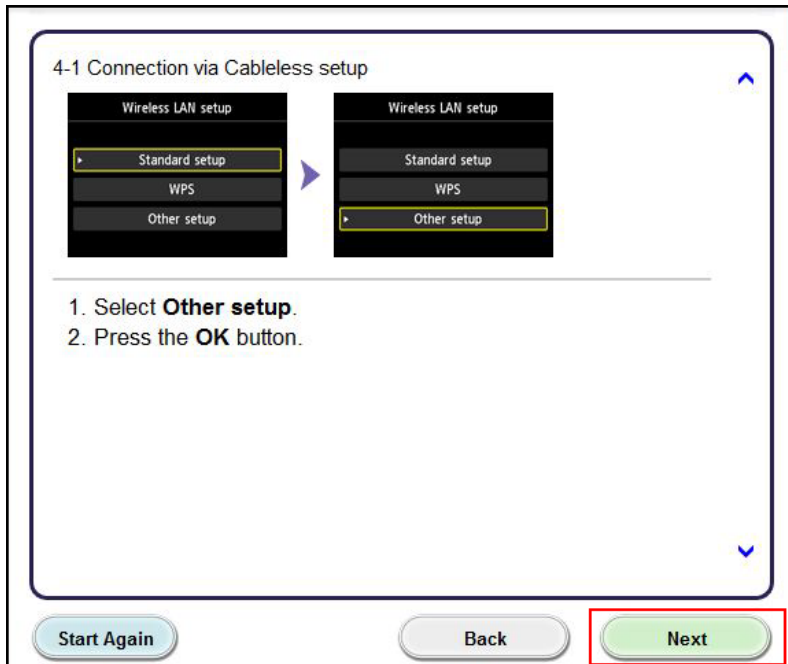 4-1 Connection via Cableless setup
Wireless LAN setup
Standard setup
WPS
Other setup
Wireless LAN setup
Standard setup
WPS
Other setup
1. Select Other setup.
2. Press the OK button.
Start Again
Back
Next